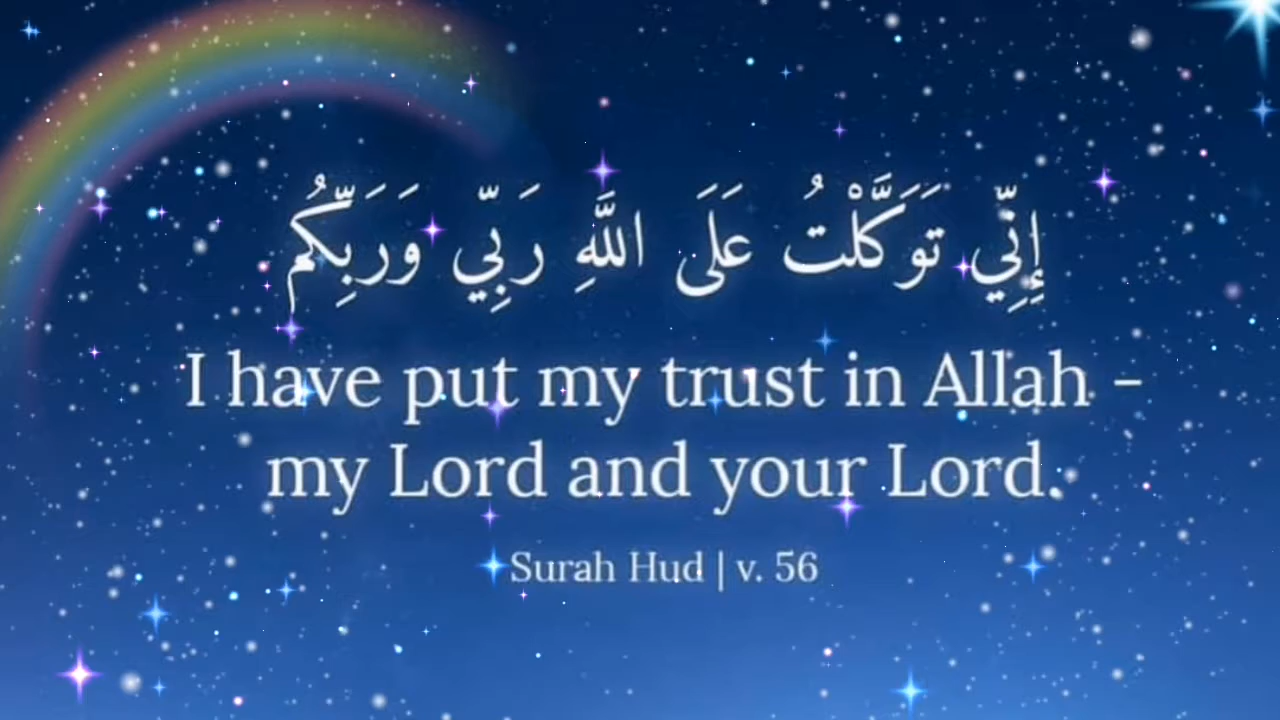 إِنِّي تَوَكَّلْتُ عَلَى اللَّهِ رَبِّي وَرَبِّكُم
I have put my trust in Allah –
my Lord and your Lord.
Surah Hud | v. 56